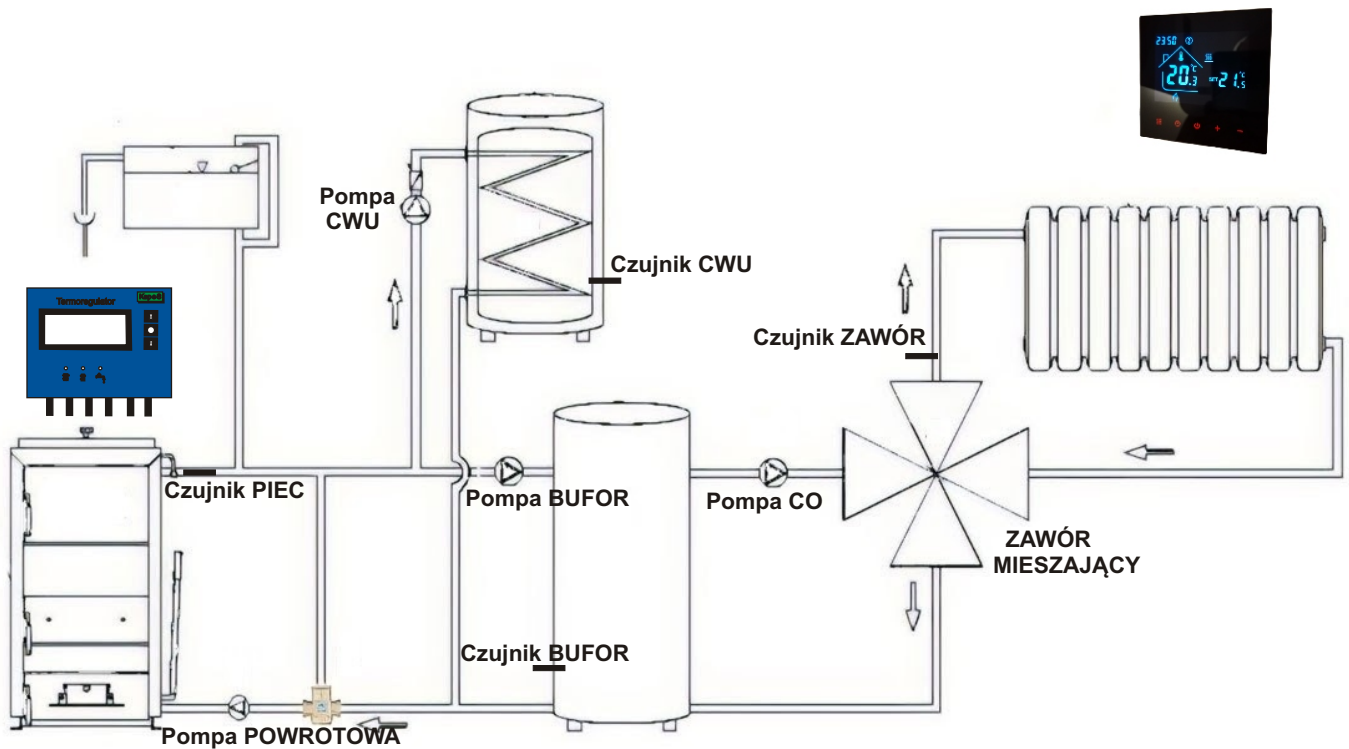 23:50
20.3 °C
SET 21.5 °C
Pompa
CWU
Czujnik CWU
Termoregulator
Czujnik ZAWÓR
Czujnik PIEC
Pompa BUFOR
Pompa CO
ZAWÓR
MIESZAJĄCY
Czujnik BUFOR
Pompa POWROTOWA